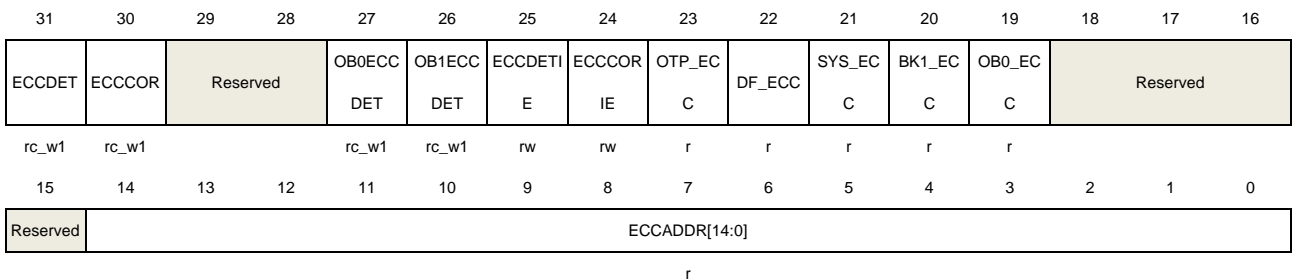 31 30 29 28 27 26 25 24 23 22 21 20 19 18 17 16
ECCDET ECCCOR Reserved OB0ECC DET OB1ECC DET ECCDETI E ECCCOR IE OTP_EC C DF_ECC SYS_EC C BK1_EC C OB0_EC C Reserved
rc_w1 rc_w1 rc_w1 rc_w1 rw rw r r r r r
15 14 13 12 11 10 9 8 7 6 5 4 3 2 1 0
Reserved ECCADDR[14:0]
r